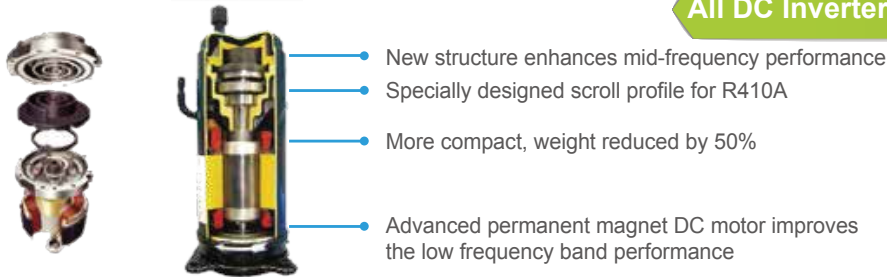 All DC Inverter
New structure enhances mid-frequency performance
Specially designed scroll profile for R410A
More compact, weight reduced by 50%
Advanced permanent magnet DC motor improves
the low frequency band performance